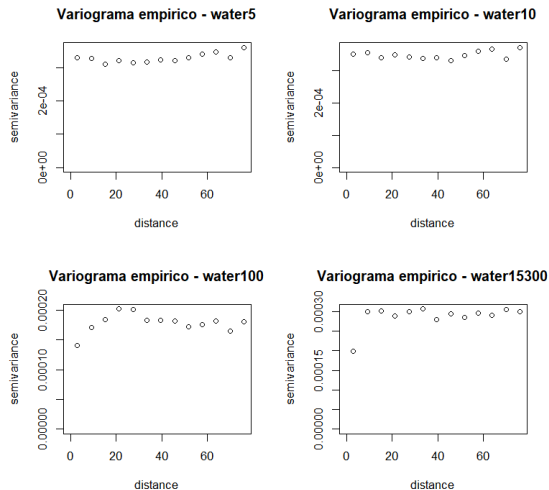 Variograma empirico - water5
semivariance
0e+00
2e-04
0
20
40
60
distance
Variograma empirico - water10
semivariance
0e+00
2e-04
0
20
40
60
distance
Variograma empirico - water100
semivariance
0.00000
0.00010
0.00020
0
20
40
60
distance
Variograma empirico - water15300
semivariance
0.00000
0.00015
0.00030
0
20
40
60
distance